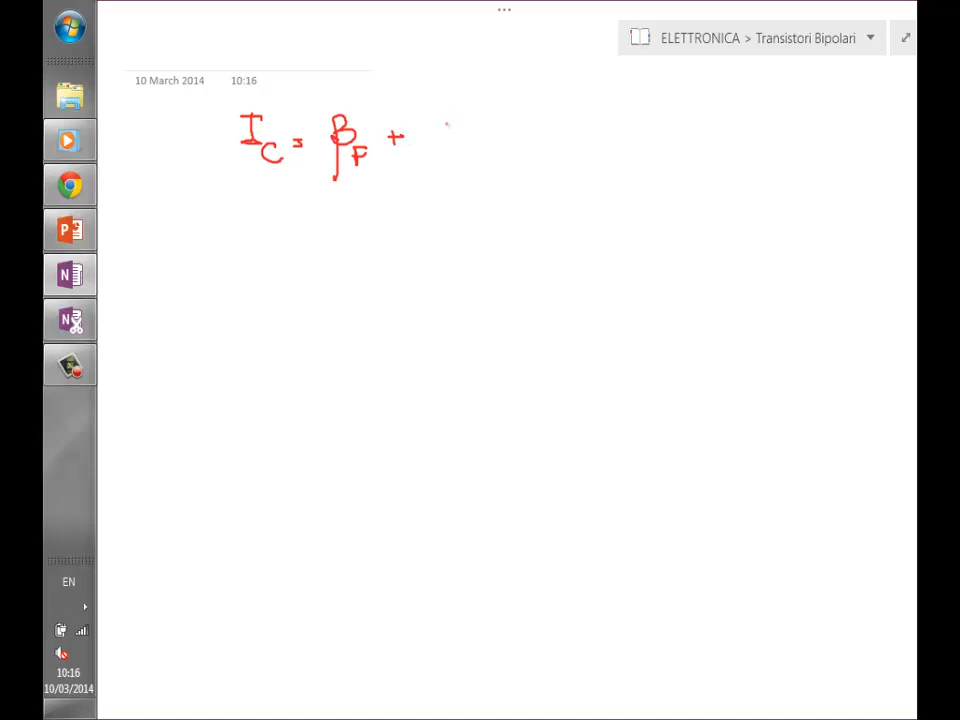 ...
ELETTRONICA > Transistori Bipolari
10 March 2014 10:16
I_C = β_F +
P
N
N
EN
10:16
10/03/2014